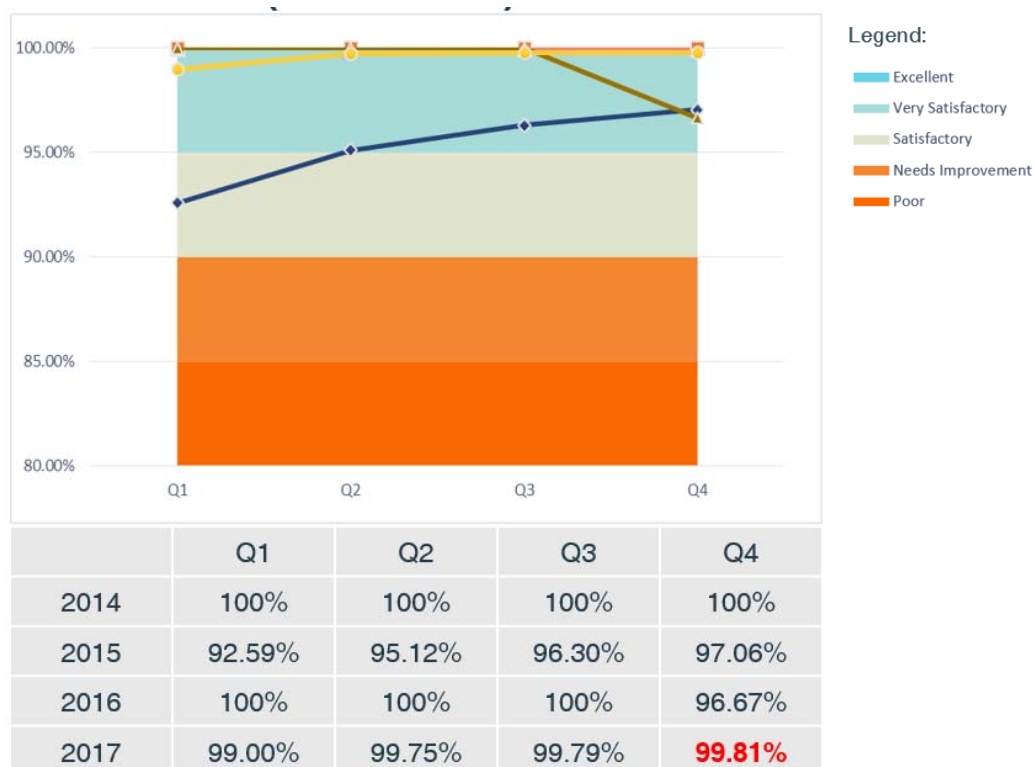 100.00%
95.00%
90.00%
85.00%
80.00%
Q1 Q2 Q3 Q4
Legend:
Excellent
Very Satisfactory
Satisfactory
Needs Improvement
Poor
Q1 Q2 Q3 Q4
2014 100% 100% 100% 100%
2015 92.59% 95.12% 96.30% 97.06%
2016 100% 100% 100% 96.67%
2017 99.00% 99.75% 99.79% 99.81%